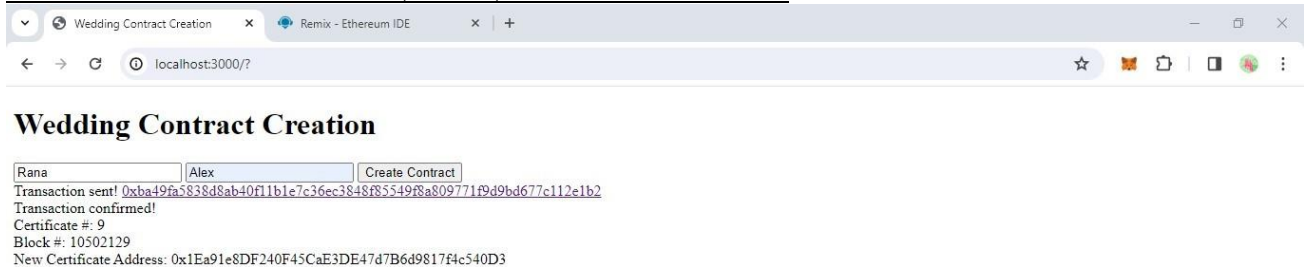 Wedding Contract Creation
Remix - Ethereum IDE
localhost:3000/?
Wedding Contract Creation
Rana Alex Create Contract
Transaction sent! 0xba49fa5838d8ab40f11b1e7c36ec3848f85549f8a809771f9d9bd677c112e1b2
Transaction confirmed!
Certificate #: 9
Block #: 10502129
New Certificate Address: 0x1Ea91e8DF240F45CaE3DE47d7B6d9817f4c540D3